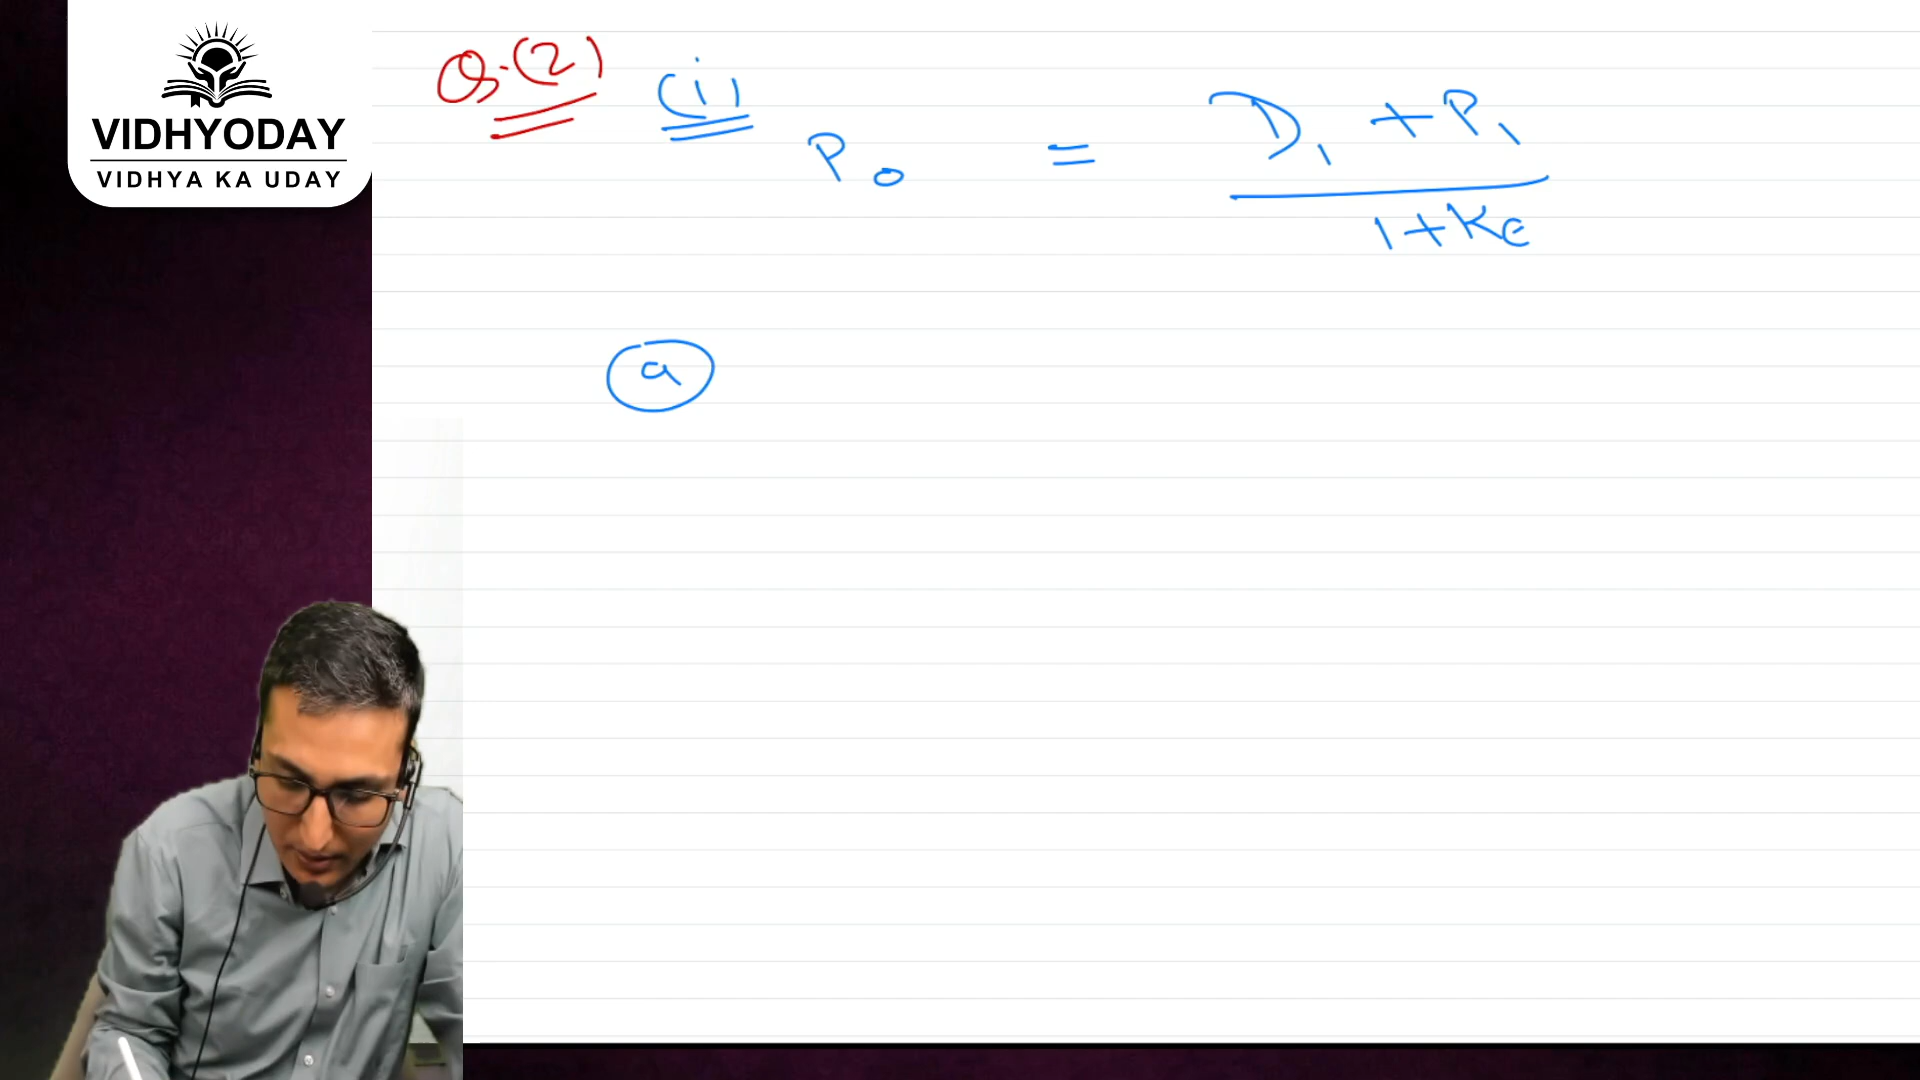 VIDHYODAY
VIDHYA KA UDAY
Q.(2) (i)
P₀ = D₁ + P₁
1+Ke
a